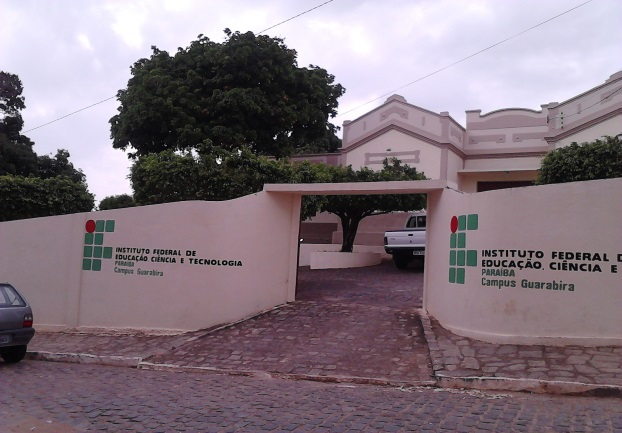 INSTITUTO FEDERAL DE
EDUCAÇÃO CIÊNCIA E TECNOLOGIA
PARAÍBA
Campus Guarabira
INSTITUTO FEDERAL D
EDUCAÇÃO, CIÊNCIA E
PARAÍBA
Campus Guarabira